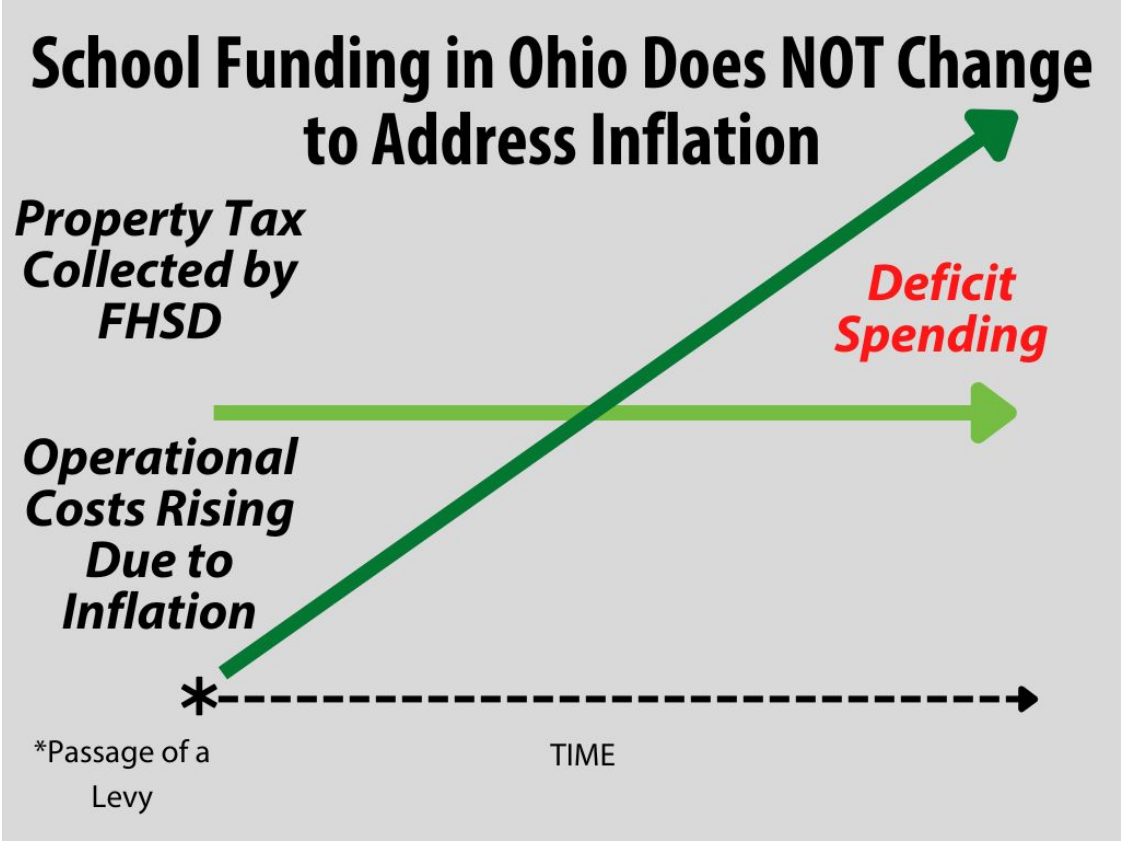 School Funding in Ohio Does NOT Change
to Address Inflation
Property Tax
Collected by
FHSD
Deficit
Spending
Operational
Costs Rising
Due to
Inflation
*
*Passage of a
Levy
TIME